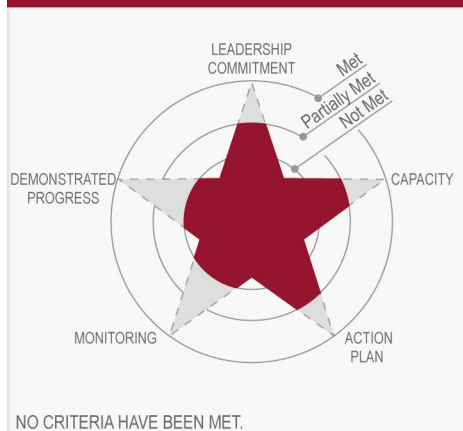 LEADERSHIP
COMMITMENT
Met
Partially Met
Not Met
DEMONSTRATED
PROGRESS
CAPACITY
MONITORING
ACTION
PLAN
NO CRITERIA HAVE BEEN MET.